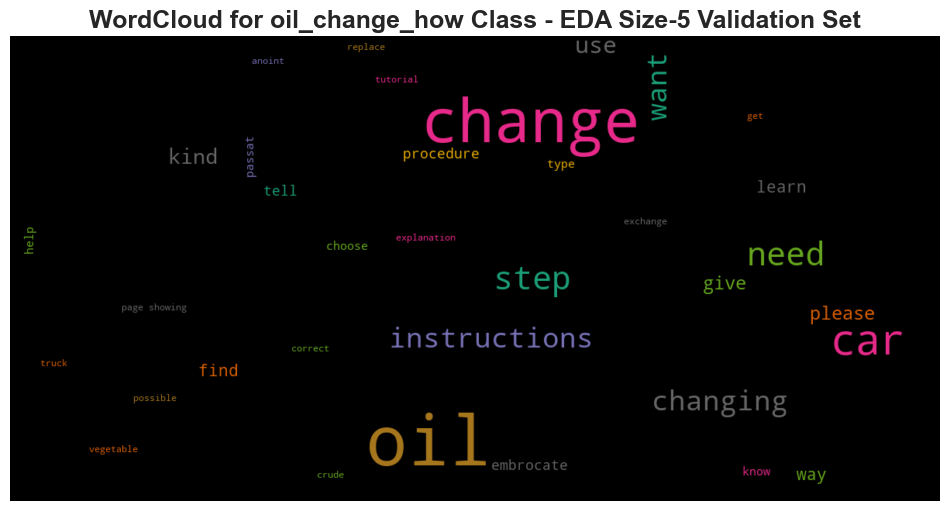 WordCloud for oil_change_how Class - EDA Size-5 Validation Set
replace
use
anoint
want
tutorial
change
get
passat
kind
procedure
type
tell
learn
exchange
help
choose
explanation
need
step
give
page showing
please
instructions
car
correct
truck
find
possible
changing
oil
vegetable
embrocate
crude
know
way